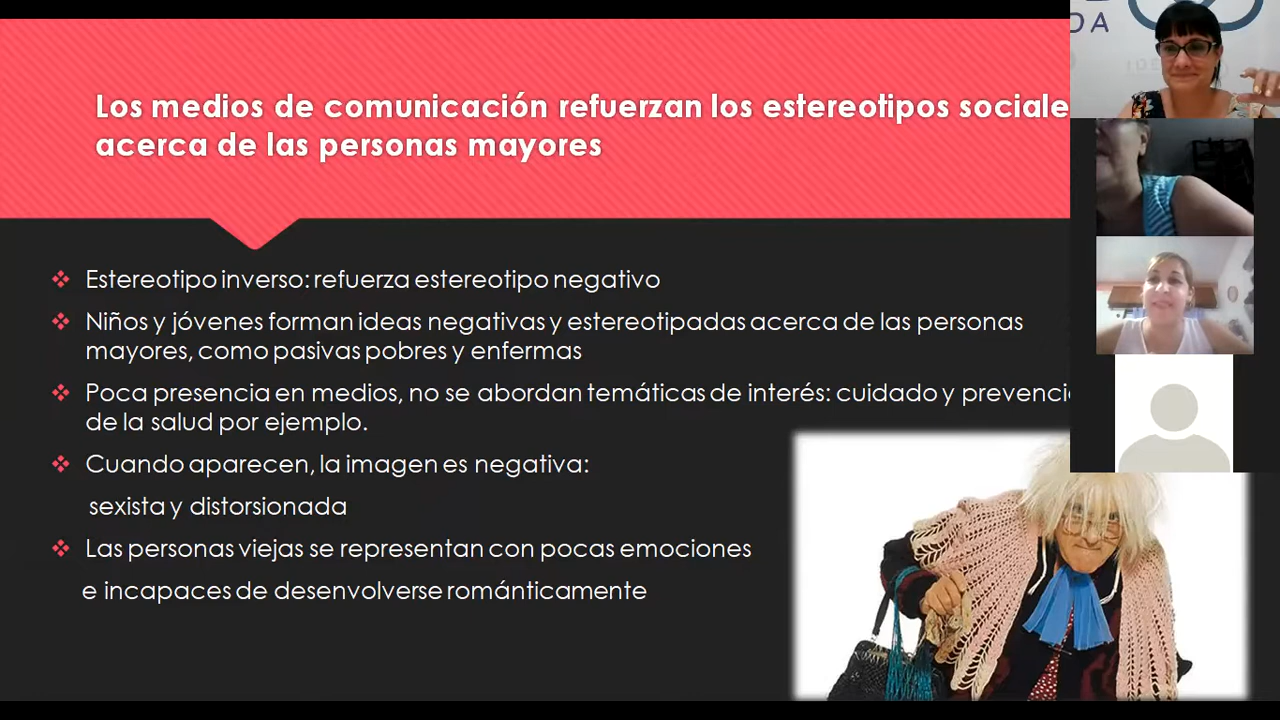 Los medios de comunicación refuerzan los estereotipos sociale
acerca de las personas mayores
Estereotipo inverso: refuerza estereotipo negativo
Niños y jóvenes forman ideas negativas y estereotipadas acerca de las personas
mayores, como pasivas pobres y enfermas
Poca presencia en medios, no se abordan temáticas de interés: cuidado y prevenci
de la salud por ejemplo.
Cuando aparecen, la imagen es negativa:
sexista y distorsionada
Las personas viejas se representan con pocas emociones
e incapaces de desenvolverse románticamente
DA